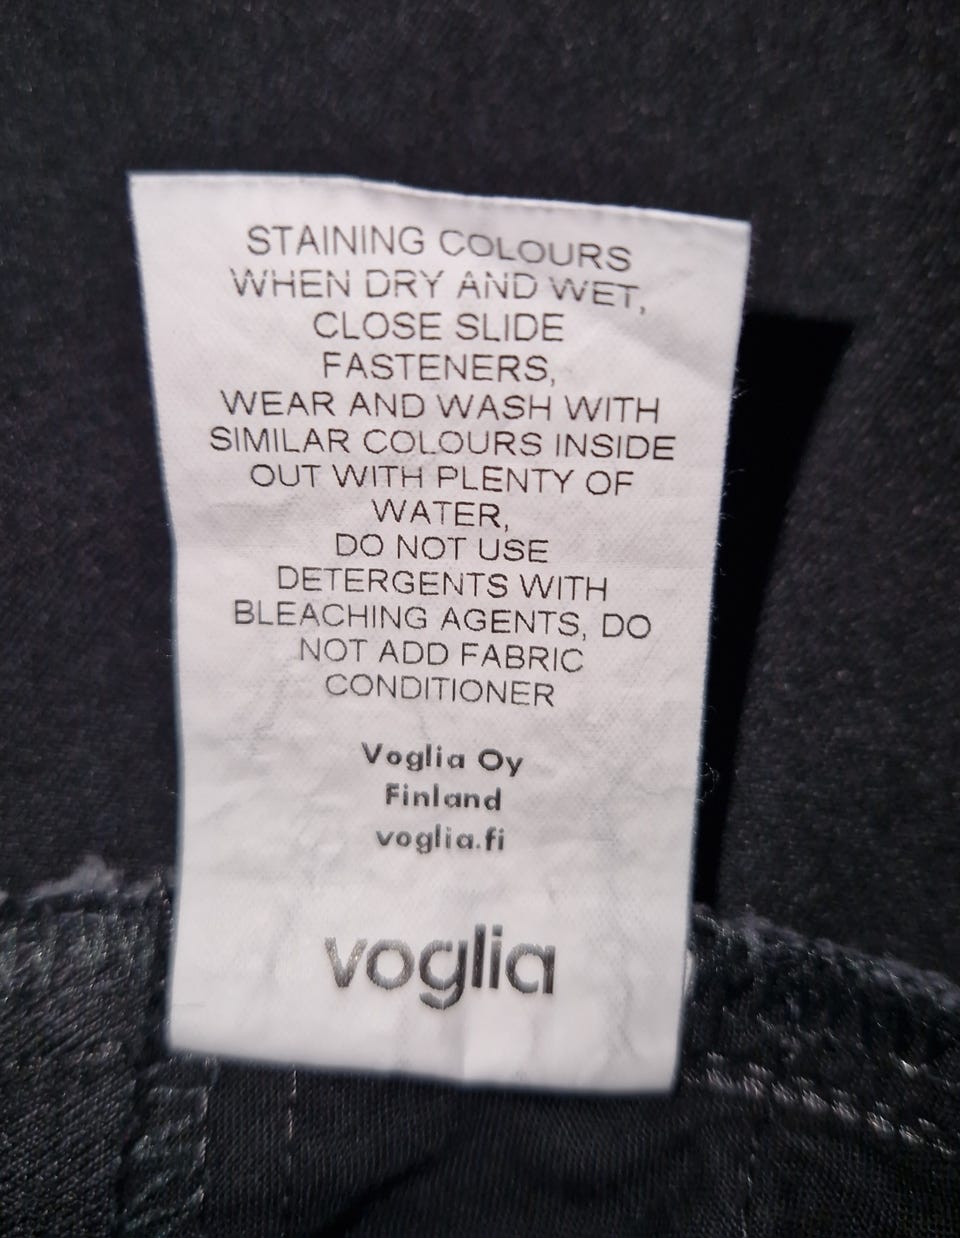 STAINING COLOURS
WHEN DRY AND WET,
CLOSE SLIDE
FASTENERS,
WEAR AND WASH WITH
SIMILAR COLOURS INSIDE
OUT WITH PLENTY OF
WATER,
DO NOT USE
DETERGENTS WITH
BLEACHING AGENTS, DO
NOT ADD FABRIC
CONDITIONER
Voglia Oy
Finland
voglia.fi
voglia